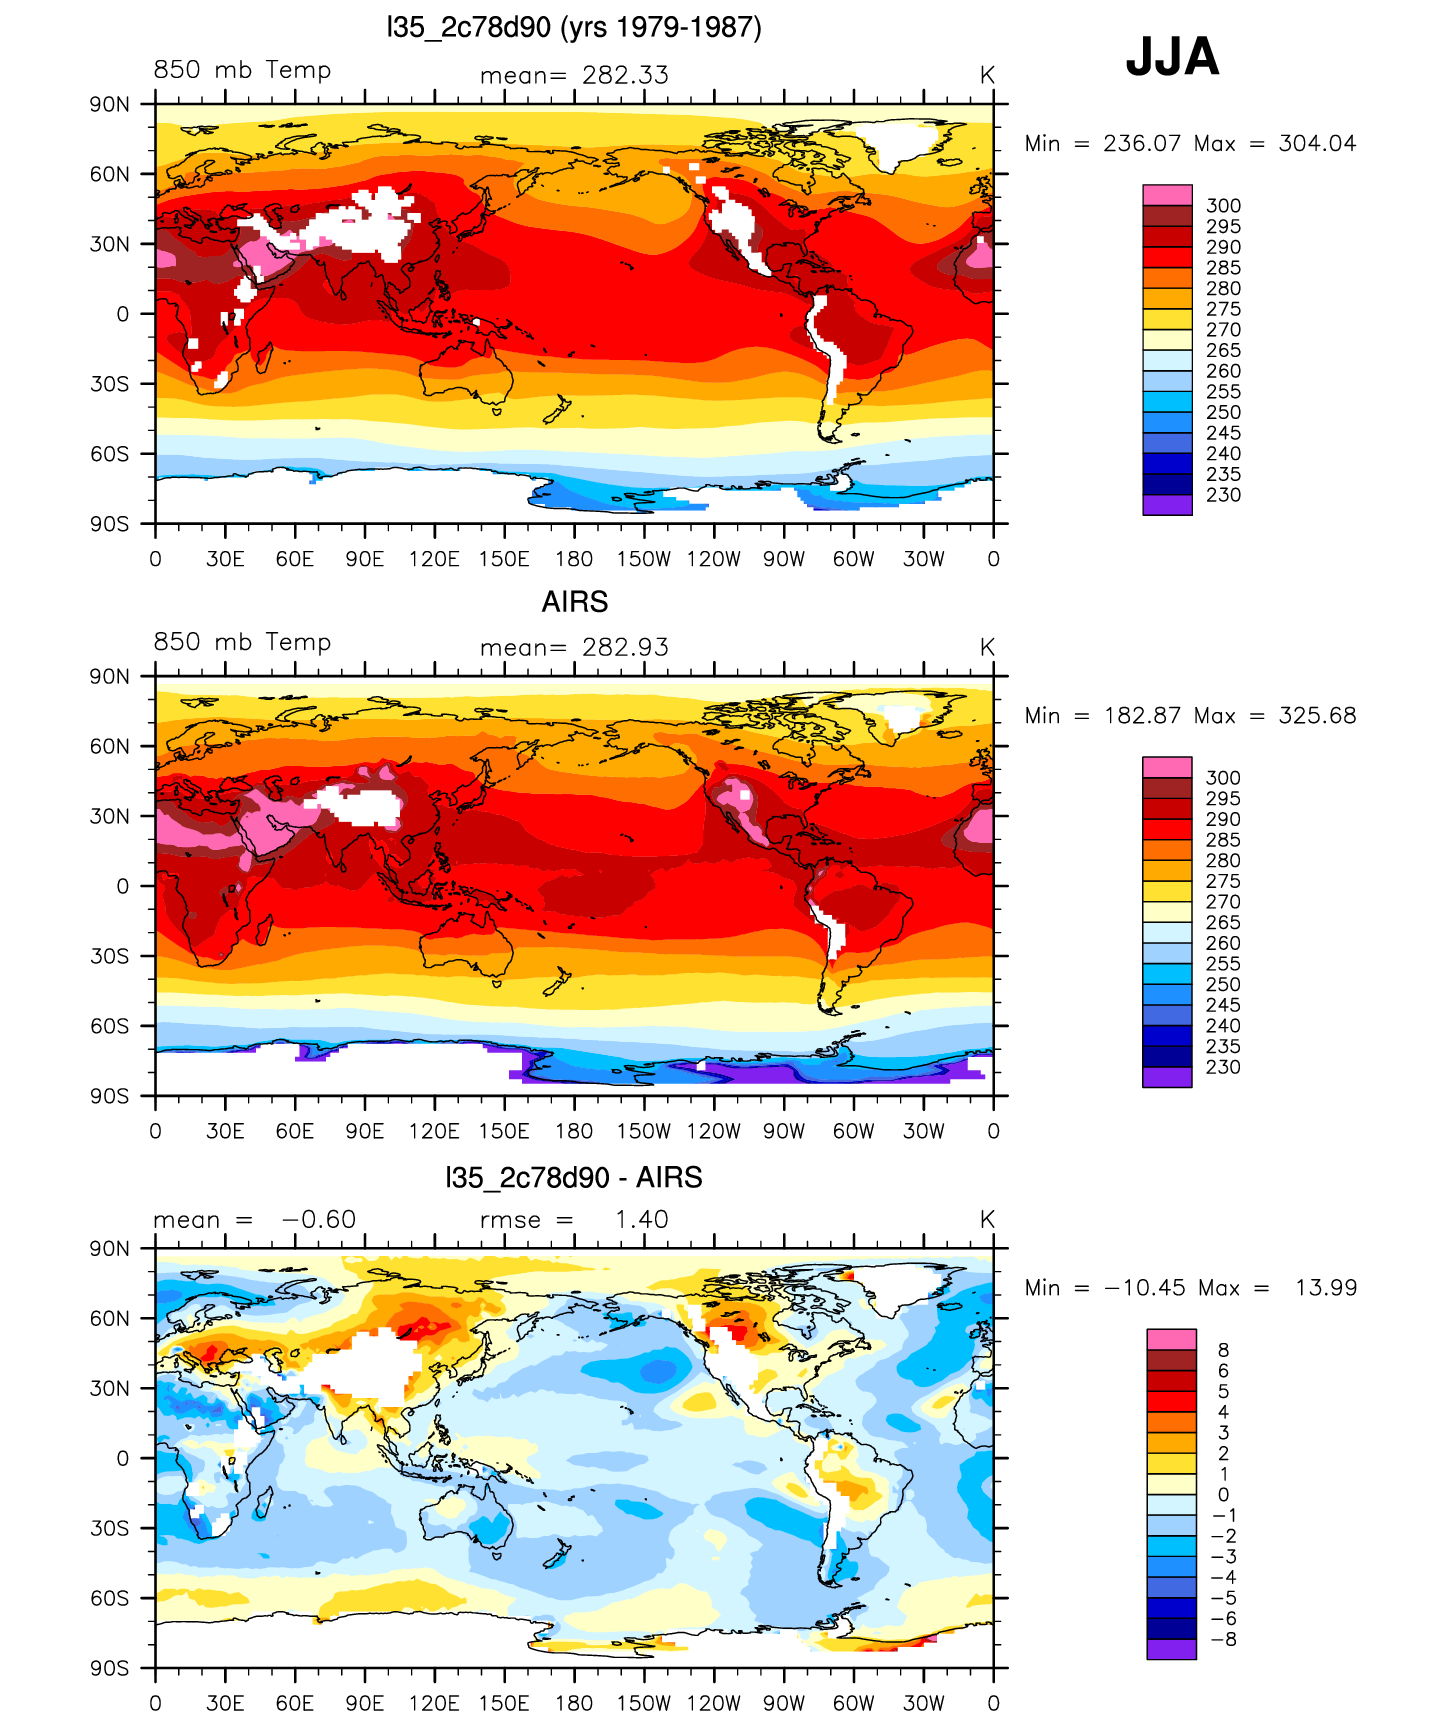 l35_2c78d90 (yrs 1979-1987)
JJA
850 mb Temp mean= 282.33 K
Min = 236.07 Max = 304.04
90N
60N
30N
0
30S
60S
90S
0 30E 60E 90E 120E 150E 180 150W 120W 90W 60W 30W 0
300
295
290
285
280
275
270
265
260
255
250
245
240
235
230
AIRS
850 mb Temp mean= 282.93 K
Min = 182.87 Max = 325.68
90N
60N
30N
0
30S
60S
90S
0 30E 60E 90E 120E 150E 180 150W 120W 90W 60W 30W 0
300
295
290
285
280
275
270
265
260
255
250
245
240
235
230
l35_2c78d90 - AIRS
mean = −0.60 rmse = 1.40 K
Min = −10.45 Max = 13.99
90N
60N
30N
0
30S
60S
90S
0 30E 60E 90E 120E 150E 180 150W 120W 90W 60W 30W 0
8
6
5
4
3
2
1
0
−1
−2
−3
−4
−5
−6
−8